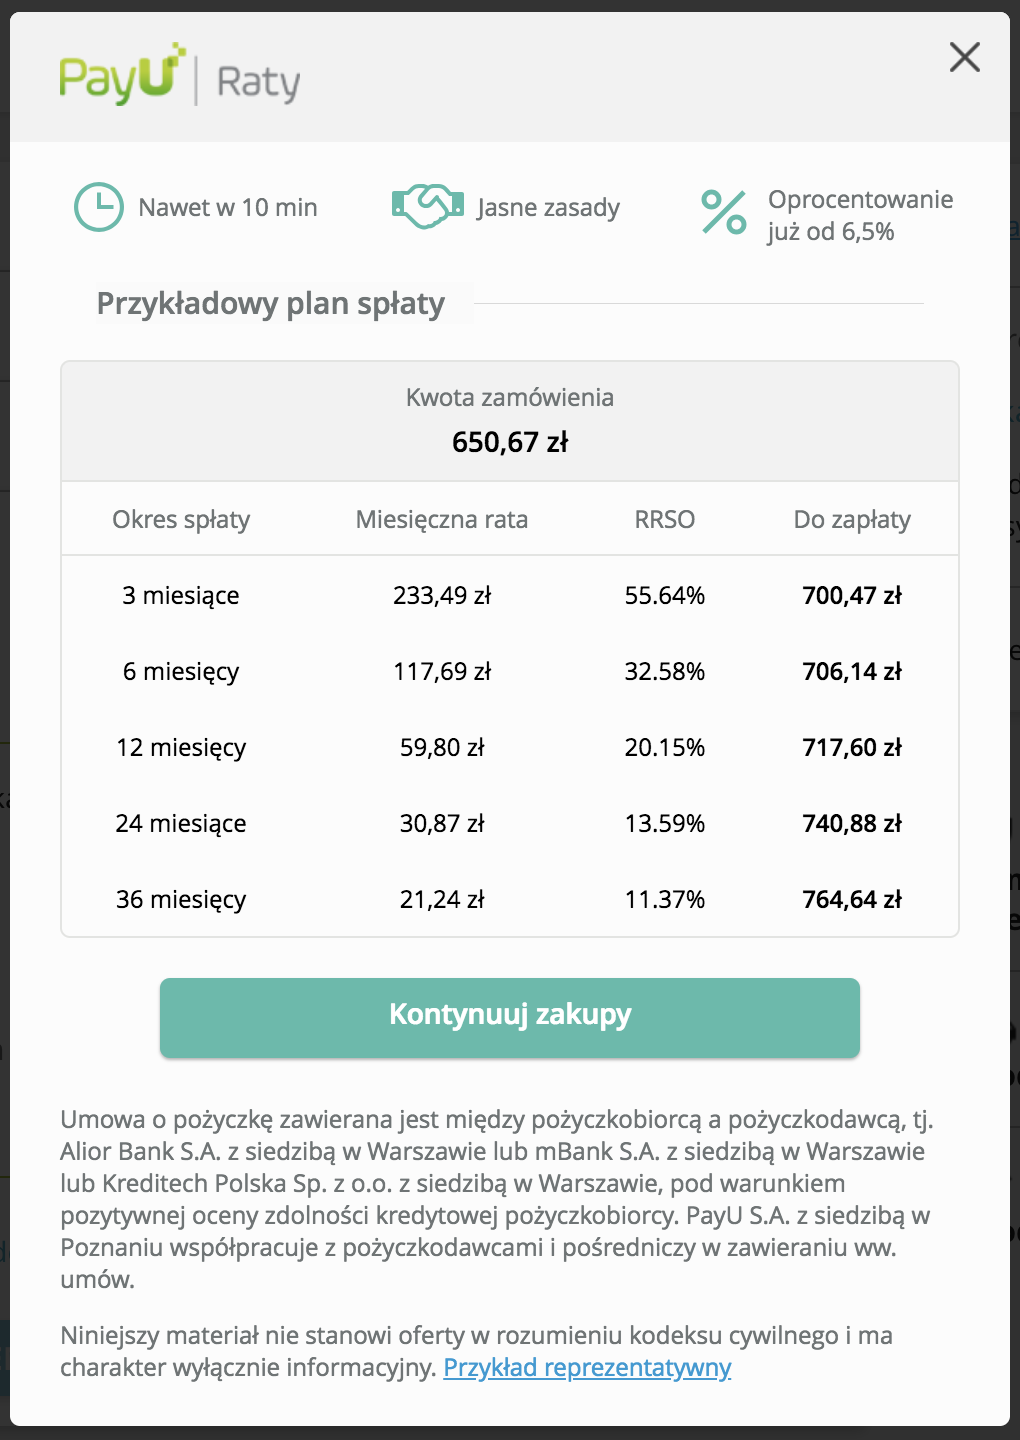 PayU | Raty
Nawet w 10 min
Jasne zasady
Oprocentowanie
już od 6,5%
Przykładowy plan spłaty
Kwota zamówienia
650,67 zł
Okres spłaty Miesięczna rata RRSO Do zapłaty
3 miesiące 233,49 zł 55.64% 700,47 zł
6 miesięcy 117,69 zł 32.58% 706,14 zł
12 miesięcy 59,80 zł 20.15% 717,60 zł
24 miesiące 30,87 zł 13.59% 740,88 zł
36 miesięcy 21,24 zł 11.37% 764,64 zł
Kontynuuj zakupy
Umowa o pożyczkę zawierana jest między pożyczkobiorcą a pożyczkodawcą, tj.
Alior Bank S.A. z siedzibą w Warszawie lub mBank S.A. z siedzibą w Warszawie
lub Kreditech Polska Sp. z o.o. z siedzibą w Warszawie, pod warunkiem
pozytywnej oceny zdolności kredytowej pożyczkobiorcy. PayU S.A. z siedzibą w
Poznaniu współpracuje z pożyczkodawcami i pośredniczy w zawieraniu ww.
umów.
Niniejszy materiał nie stanowi oferty w rozumieniu kodeksu cywilnego i ma
charakter wyłącznie informacyjny. Przykład reprezentatywny